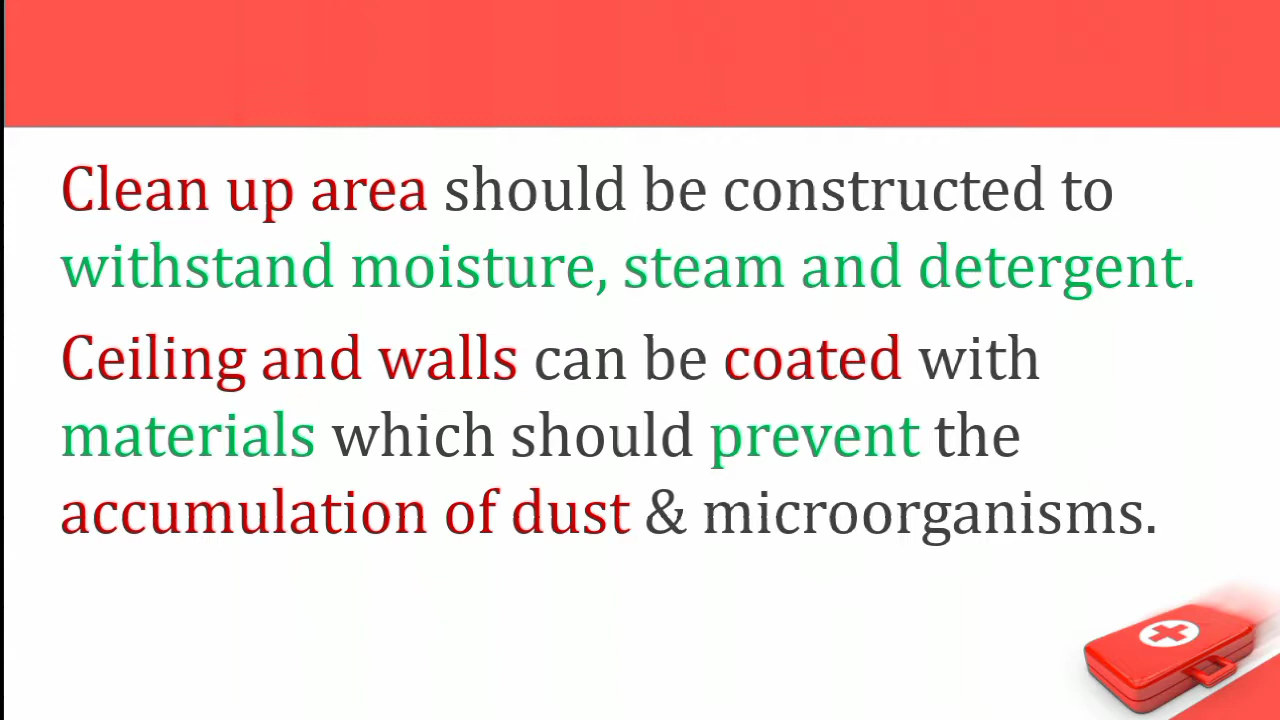 Clean up area should be constructed to
withstand moisture, steam and detergent.
Ceiling and walls can be coated with
materials which should prevent the
accumulation of dust & microorganisms.